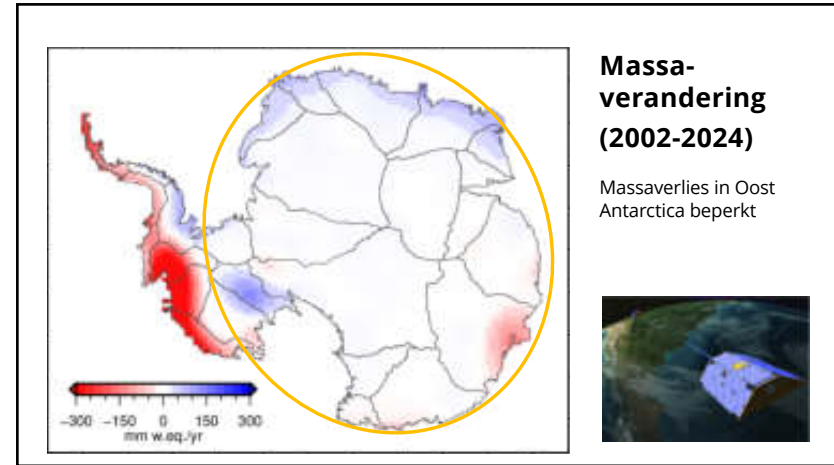 Massa-
verandering
(2002-2024)
Massaverlies in Oost
Antarctica beperkt
−300 −150 0 150 300
mm w.eq./yr